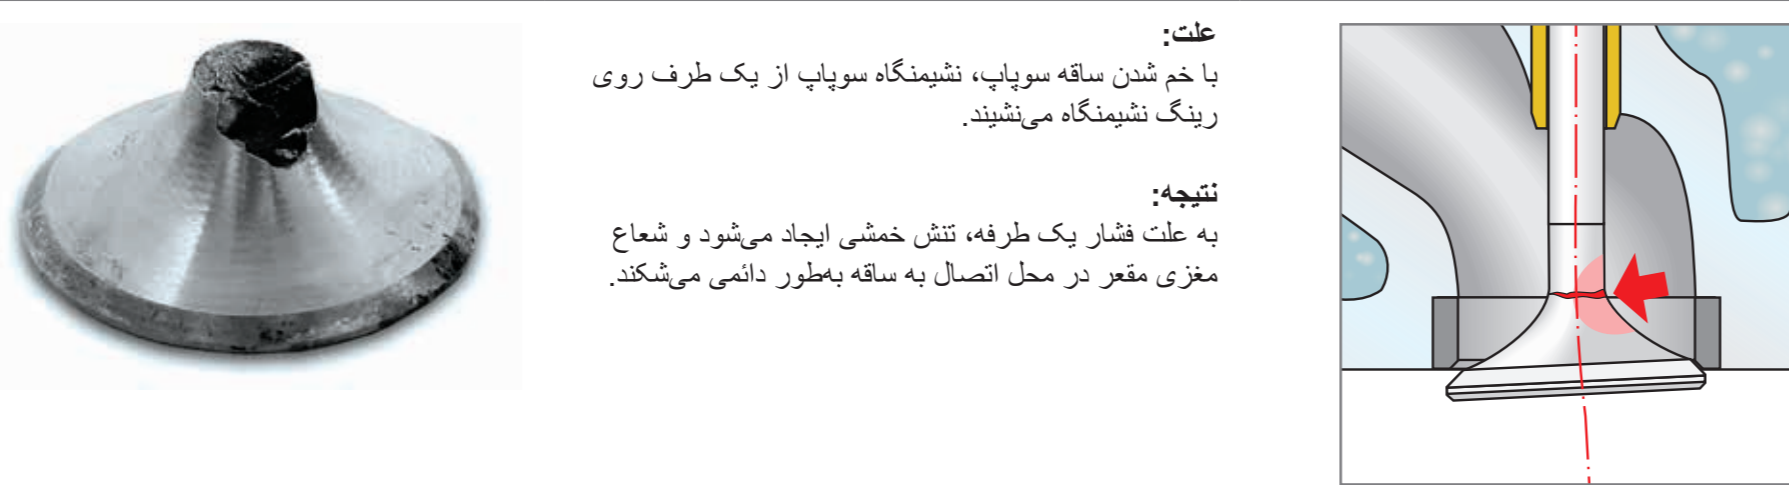 علت:
با خم شدن ساقه سوپاپ، نشیمنگاه سوپاپ از یک طرف روی
رینگ نشیمنگاه می‌نشیند.
نتیجه:
به علت فشار یک طرفه، تنش خمشی ایجاد می‌شود و شعاع
مغزی مقعر در محل اتصال به ساقه به‌طور دائمی می‌شکند.